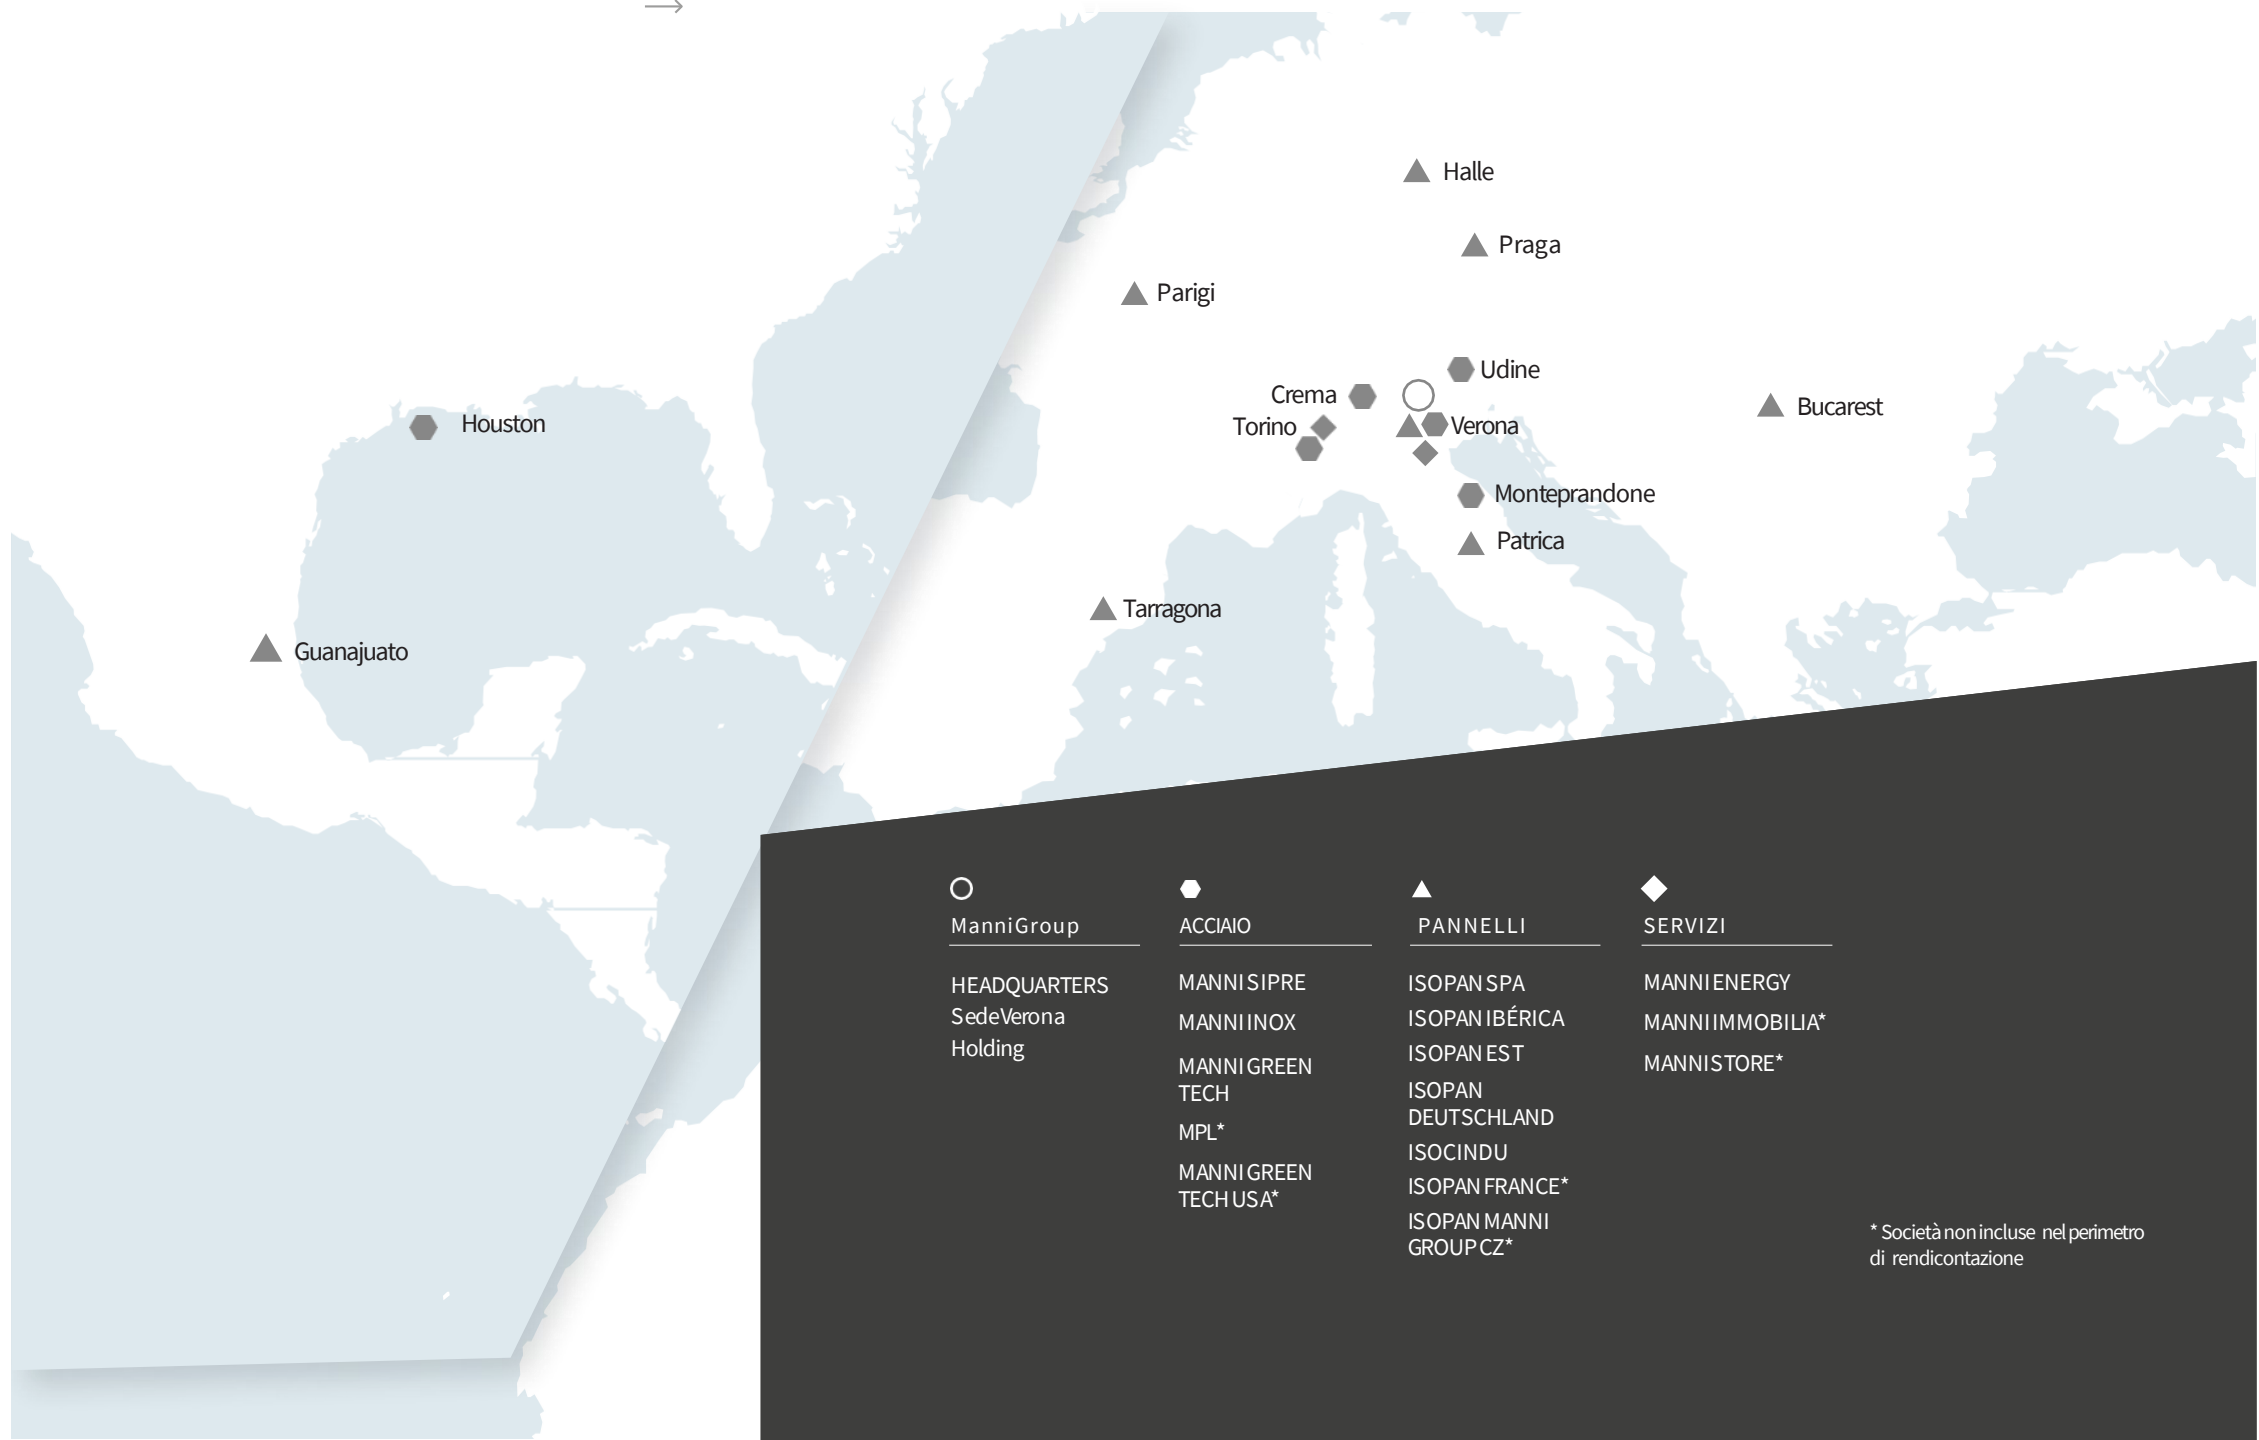 Halle
Praga
Parigi
Udine
Crema
Torino
Verona
Bucarest
Houston
Monteprandone
Patrica
Tarragona
Guanajuato
ManniGroup
HEADQUARTERS
Sede Verona
Holding
ACCIAIO
MANNI SIPRE
MANNI INOX
MANNI GREEN
TECH
MPL*
MANNI GREEN
TECH USA*
PANNELLI
ISOPAN SPA
ISOPAN IBÉRICA
ISOPAN EST
ISOPAN
DEUTSCHLAND
ISOCINDU
ISOPAN FRANCE*
ISOPAN MANNI
GROUP CZ*
SERVIZI
MANNI ENERGY
MANNI IMMOBILIA*
MANNI STORE*
* Società non incluse nel perimetro
di rendicontazione